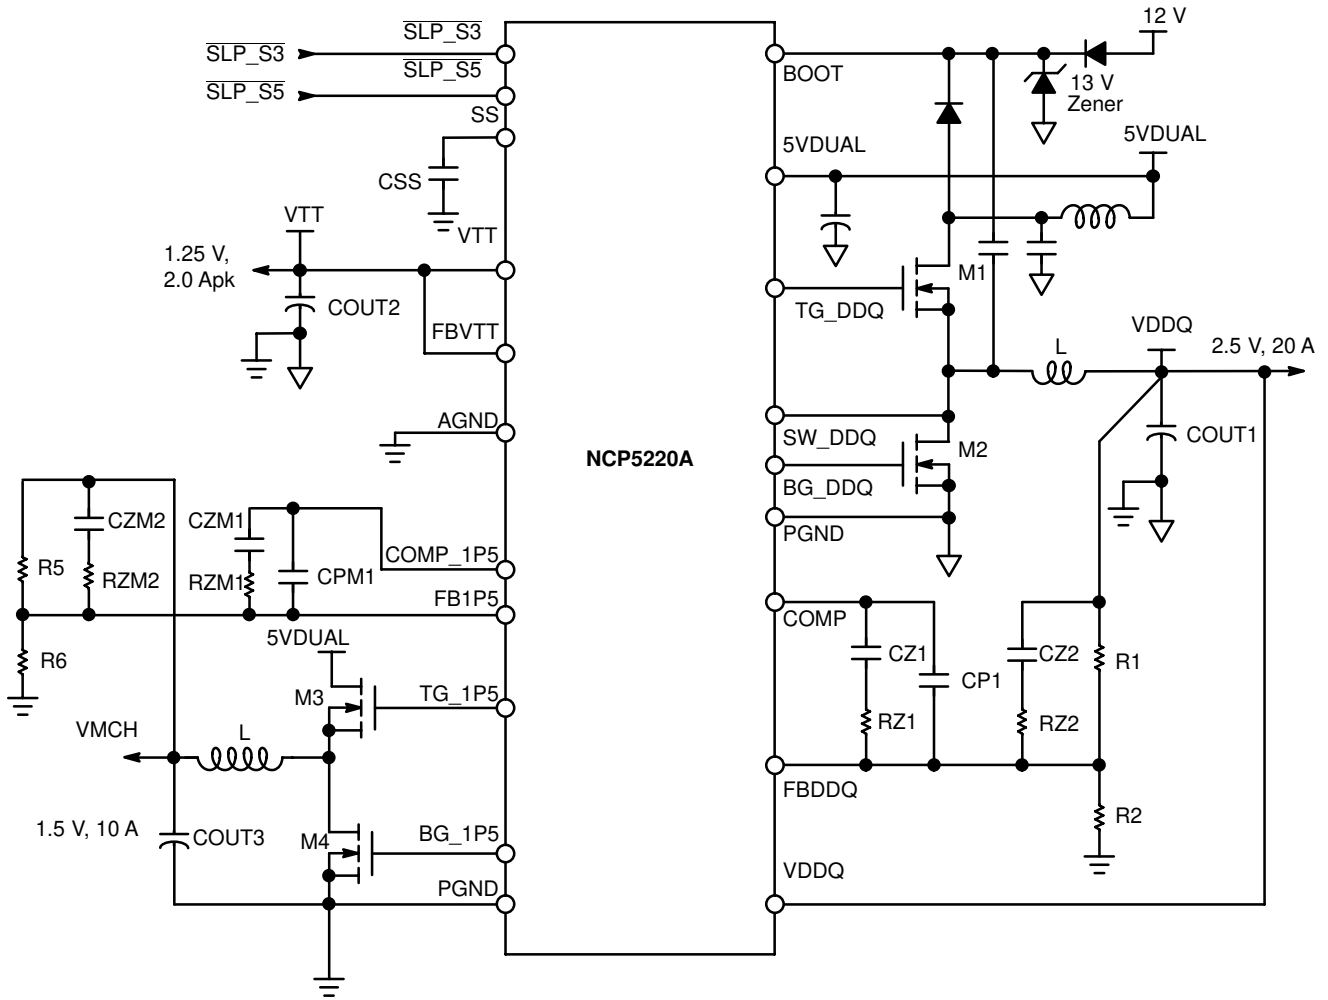 12 V
SLP_S3
SLP_S3
BOOT
13 V
Zener
SLP_S5
SLP_S5
SS
5VDUAL
5VDUAL
CSS
VTT
VTT
1.25 V,
2.0 Apk
COUT2
FBVTT
M1
TG_DDQ
VDDQ
L
2.5 V, 20 A
AGND
SW_DDQ
M2
COUT1
NCP5220A
BG_DDQ
PGND
CZM2
CZM1
R5
RZM2
RZM1
CPM1
COMP_1P5
FB1P5
COMP
5VDUAL
R6
CZ1
CP1
CZ2
R1
M3
TG_1P5
RZ1
RZ2
VMCH
L
FBDDQ
R2
1.5 V, 10 A
COUT3
M4
BG_1P5
VDDQ
PGND